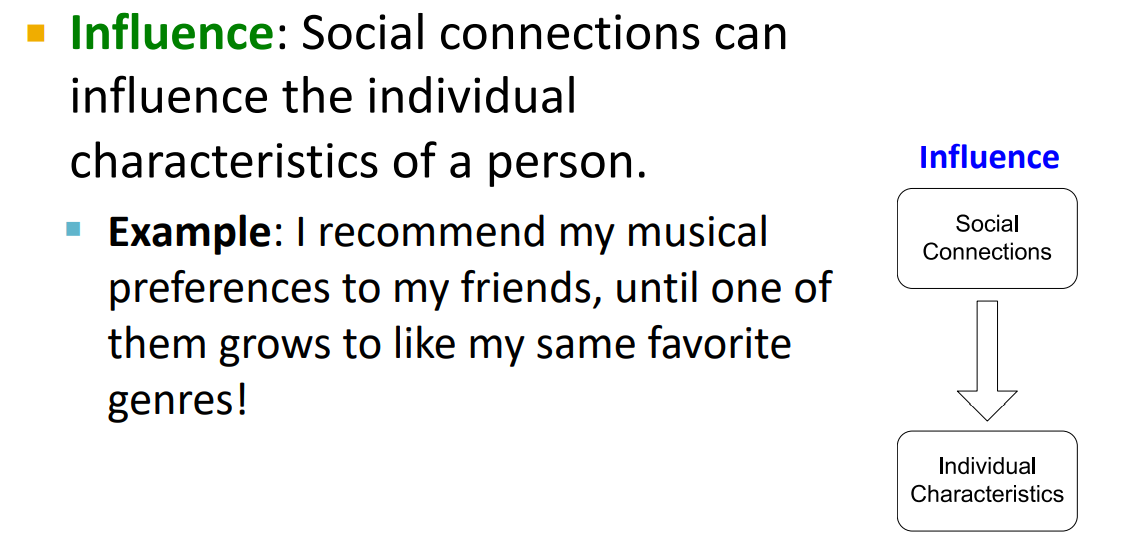 Influence: Social connections can
influence the individual
characteristics of a person.
Example: I recommend my musical
preferences to my friends, until one of
them grows to like my same favorite
genres!
Influence
Social
Connections
Individual
Characteristics